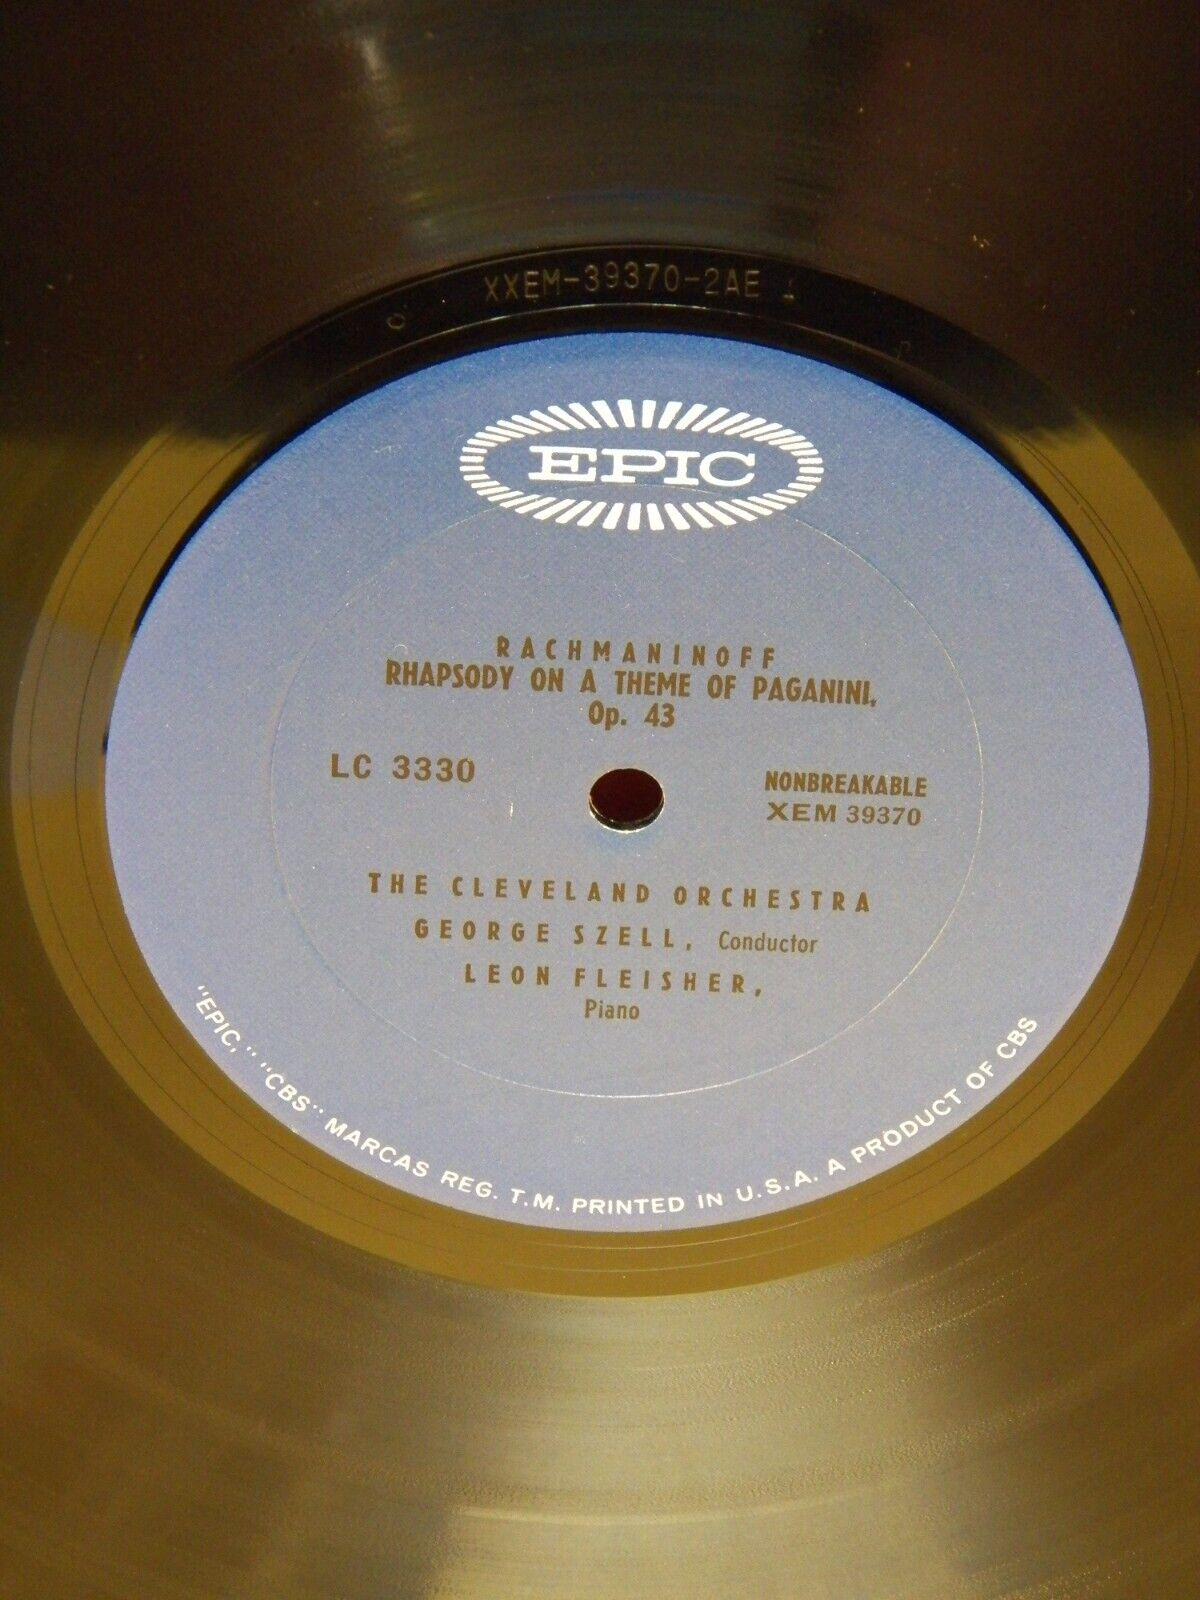 XXEM-39370-2AE 1
EPIC
RACHMANINOFF
RHAPSODY ON A THEME OF PAGANINI,
Op. 43
LC 3330
NONBREAKABLE
XEM 39370
THE CLEVELAND ORCHESTRA
GEORGE SZELL, Conductor
LEON FLEISHER,
Piano
"EPIC," "CBS" MARCAS REG. T.M. PRINTED IN U.S.A. A PRODUCT OF CBS